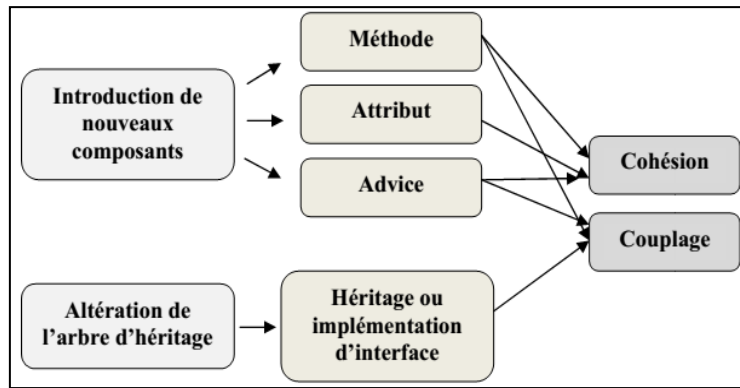 Introduction de
nouveaux
composants
Méthode
Attribut
Advice
Cohésion
Couplage
Altération de
l'arbre d'héritage
Héritage ou
implémentation
d'interface